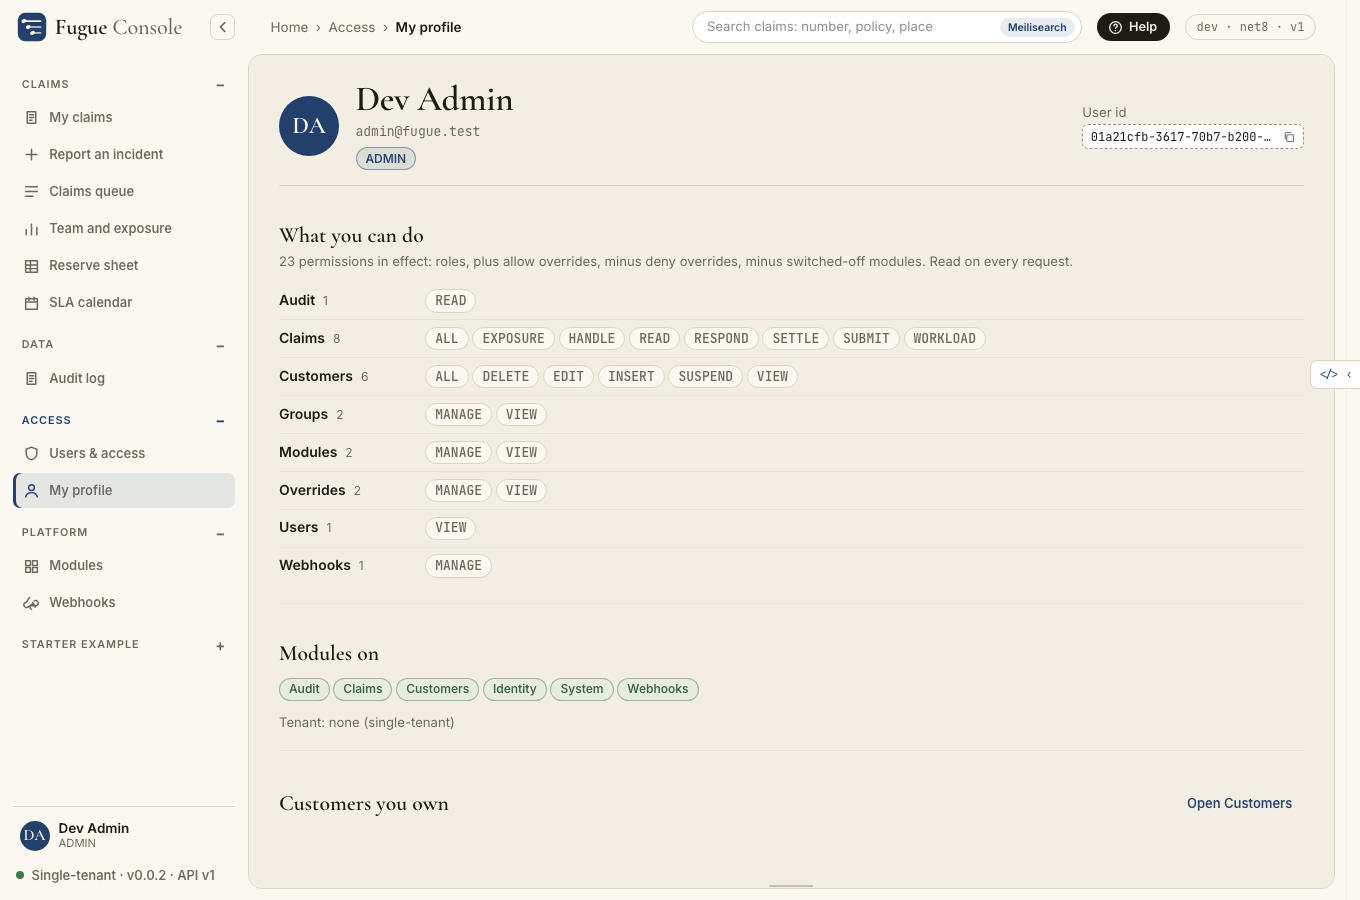 Fugue Console
Home › Access › My profile
Search claims: number, policy, place
Meilisearch
Help
dev · net8 · v1
CLAIMS
My claims
Report an incident
Claims queue
Team and exposure
Reserve sheet
SLA calendar
DATA
Audit log
ACCESS
Users & access
My profile
PLATFORM
Modules
Webhooks
STARTER EXAMPLE
DA
Dev Admin
ADMIN
Single-tenant · v0.0.2 · API v1
DA
Dev Admin
admin@fugue.test
ADMIN
User id
01a21cfb-3617-70b7-b200-…
What you can do
23 permissions in effect: roles, plus allow overrides, minus deny overrides, minus switched-off modules. Read on every request.
Audit 1 READ
Claims 8 ALL EXPOSURE HANDLE READ RESPOND SETTLE SUBMIT WORKLOAD
Customers 6 ALL DELETE EDIT INSERT SUSPEND VIEW
Groups 2 MANAGE VIEW
Modules 2 MANAGE VIEW
Overrides 2 MANAGE VIEW
Users 1 VIEW
Webhooks 1 MANAGE
Modules on
Audit Claims Customers Identity System Webhooks
Tenant: none (single-tenant)
Customers you own
Open Customers
</> ‹